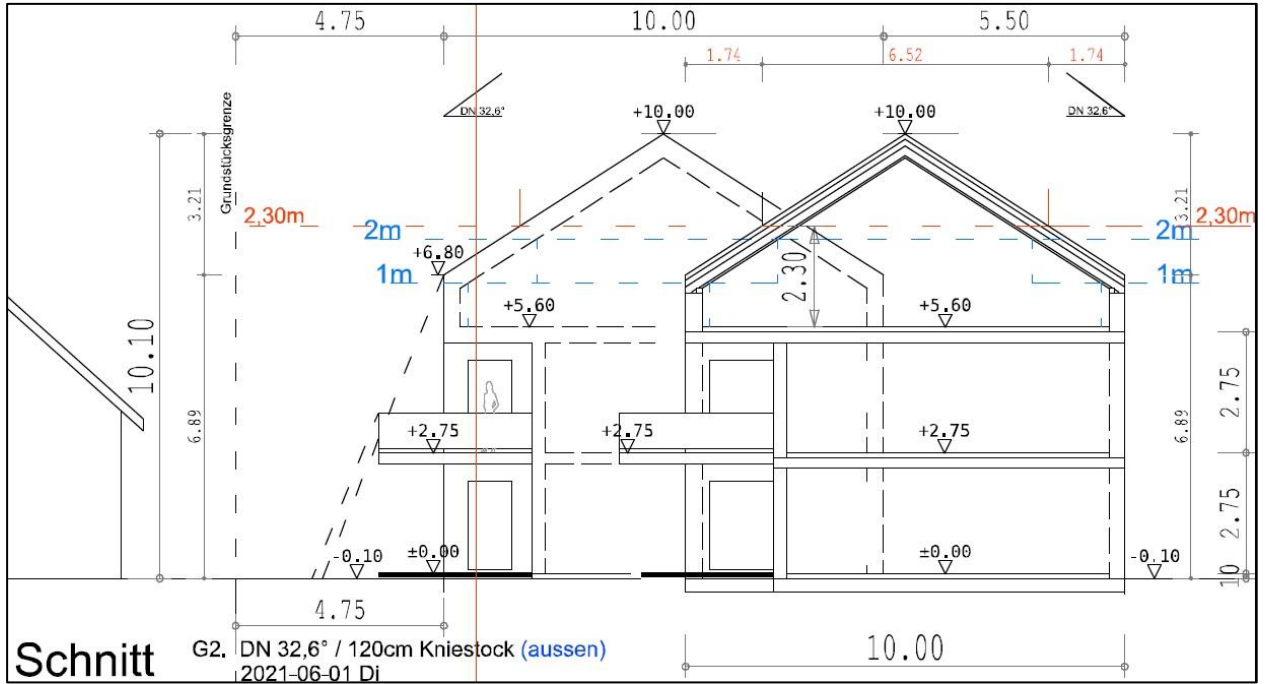 4.75 10.00 5.50
1.74 6.52 1.74
DN 32,6° DN 32,6°
+10.00 +10.00
Grundstücksgrenze
3.21 3.21
2,30m 2,30m
2m 2m
+6.80
1m 1m
2.30
+5.60 +5.60
10.10
6.89 6.89
2.75
+2.75 +2.75 +2.75
2.75
-0.10 ±0.00 ±0.00 -0.10
10
4.75
10.00
Schnitt G2. DN 32,6° / 120cm Kniestock (aussen)
2021-06-01 Di